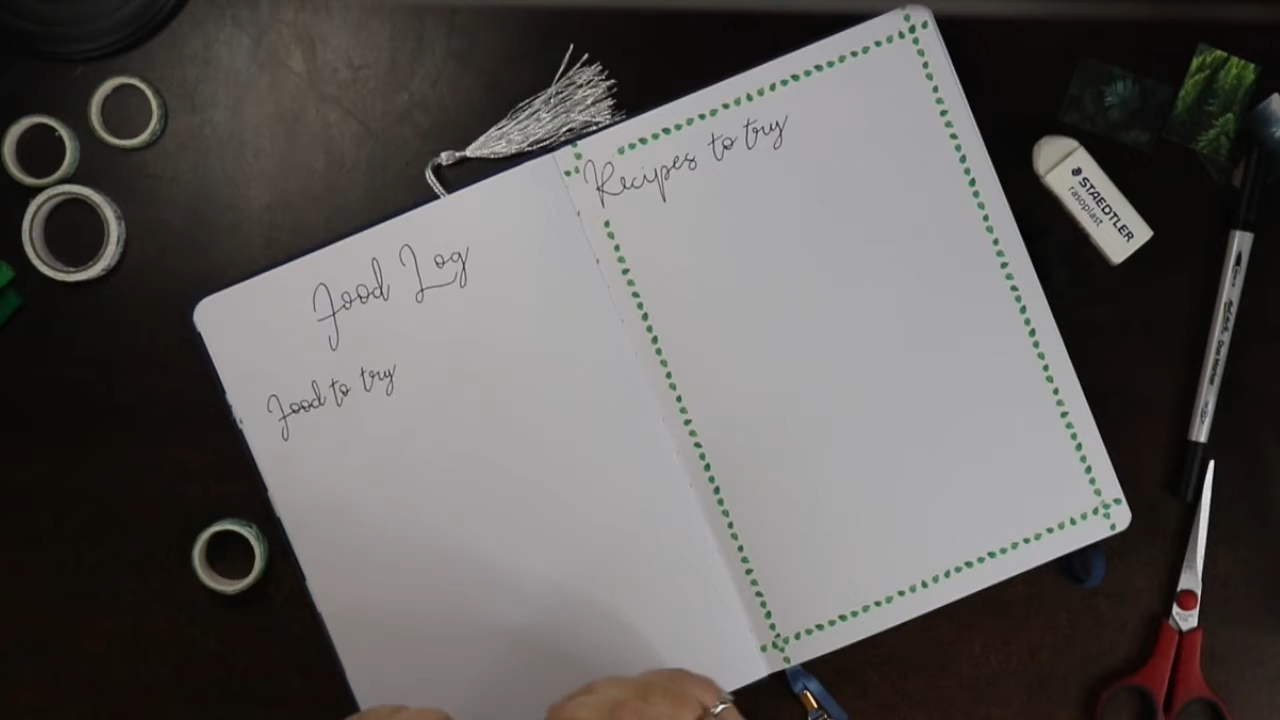 Food Log
Food to try
Recipes to try
STAEDTLER
rasoplast